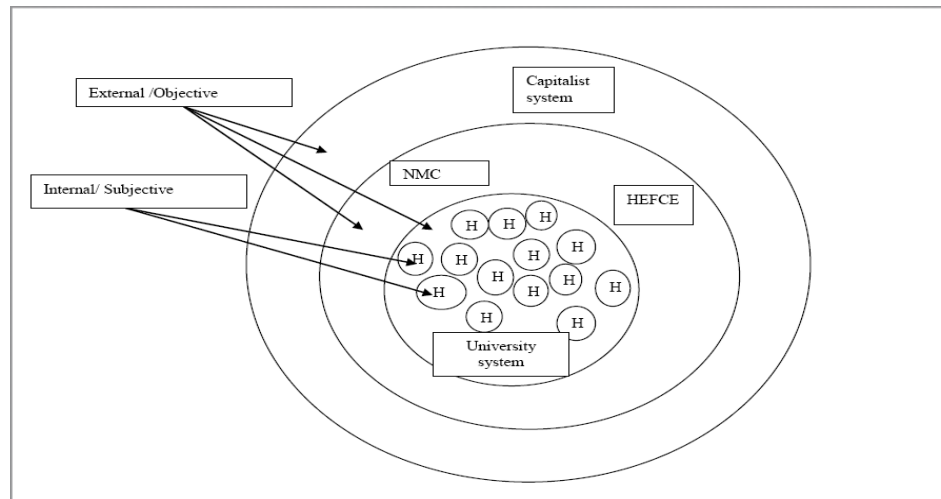 Capitalist
system
External /Objective
NMC
Internal/ Subjective
HEFCE
H
H
H
H
H
H
H
H
H
H
H
H
H
H
University
system